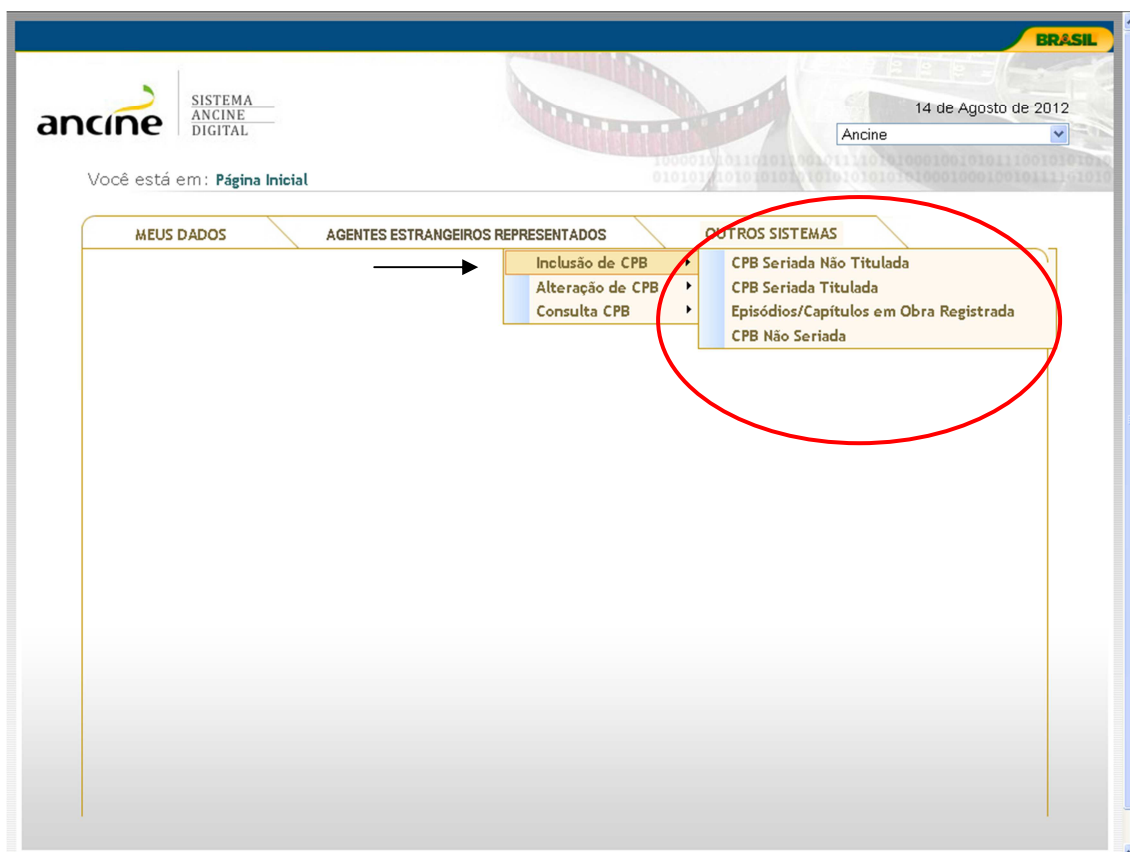 BRASIL
ancine
SISTEMA
ANCINE
DIGITAL
14 de Agosto de 2012
Ancine
Você está em: Página Inicial
MEUS DADOS
AGENTES ESTRANGEIROS REPRESENTADOS
OUTROS SISTEMAS
Inclusão de CPB
Alteração de CPB
Consulta CPB
CPB Seriada Não Titulada
CPB Seriada Titulada
Episódios/Capítulos em Obra Registrada
CPB Não Seriada